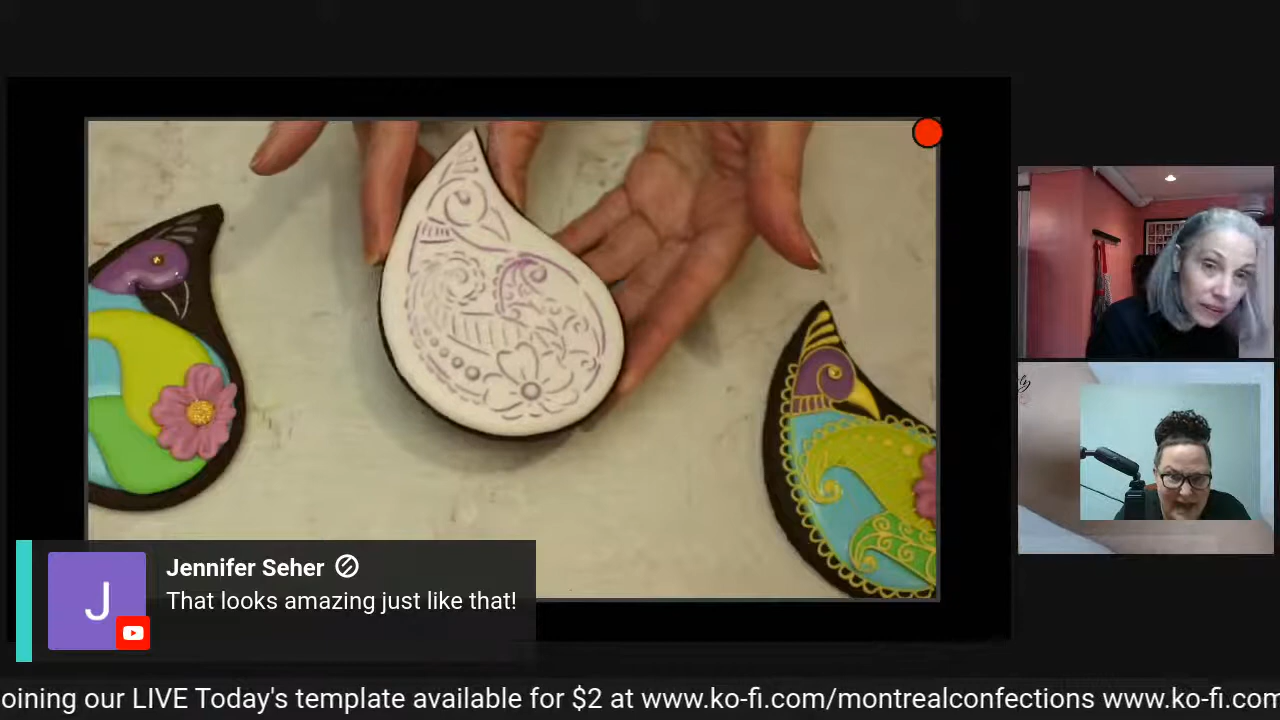 J
Jennifer Seher
That looks amazing just like that!
oining our LIVE Today's template available for $2 at www.ko-fi.com/montrealconfections www.ko-fi.com